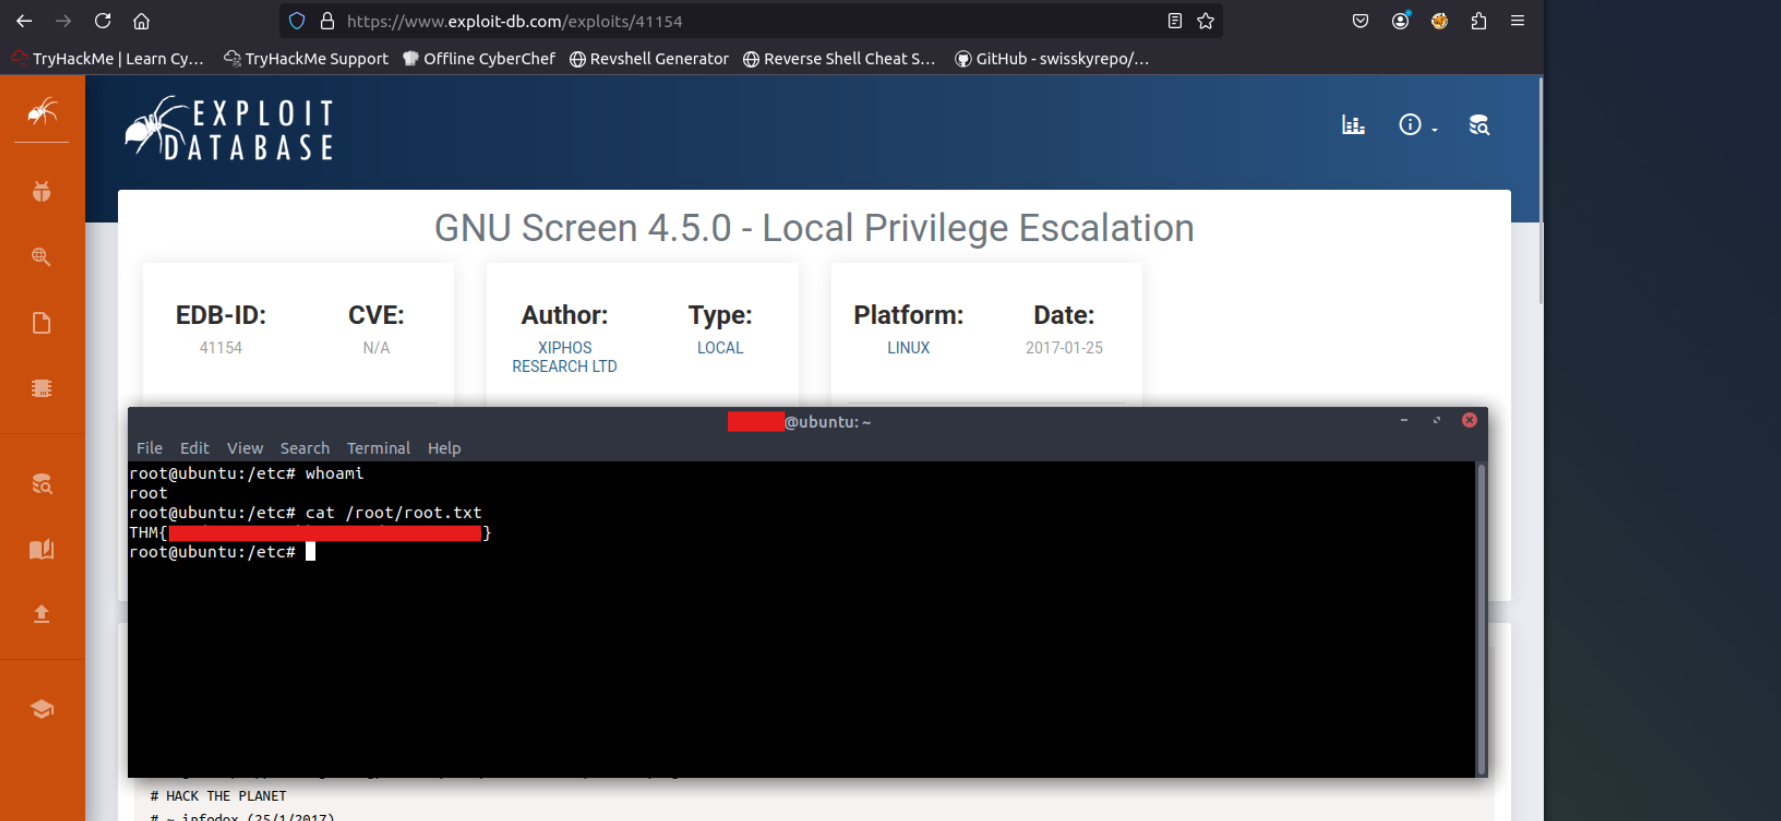 https://www.exploit-db.com/exploits/41154
TryHackMe | Learn Cy… TryHackMe Support Offline CyberChef Revshell Generator Reverse Shell Cheat S… GitHub - swisskyrepo/…
EXPLOIT
DATABASE
GNU Screen 4.5.0 - Local Privilege Escalation
EDB-ID: CVE: Author: Type: Platform: Date:
41154 N/A XIPHOS RESEARCH LTD LOCAL LINUX 2017-01-25
@ubuntu: ~
File Edit View Search Terminal Help
root@ubuntu:/etc# whoami
root
root@ubuntu:/etc# cat /root/root.txt
THM{ }
root@ubuntu:/etc#
# HACK THE PLANET
# ~ infodox (25/1/2017)